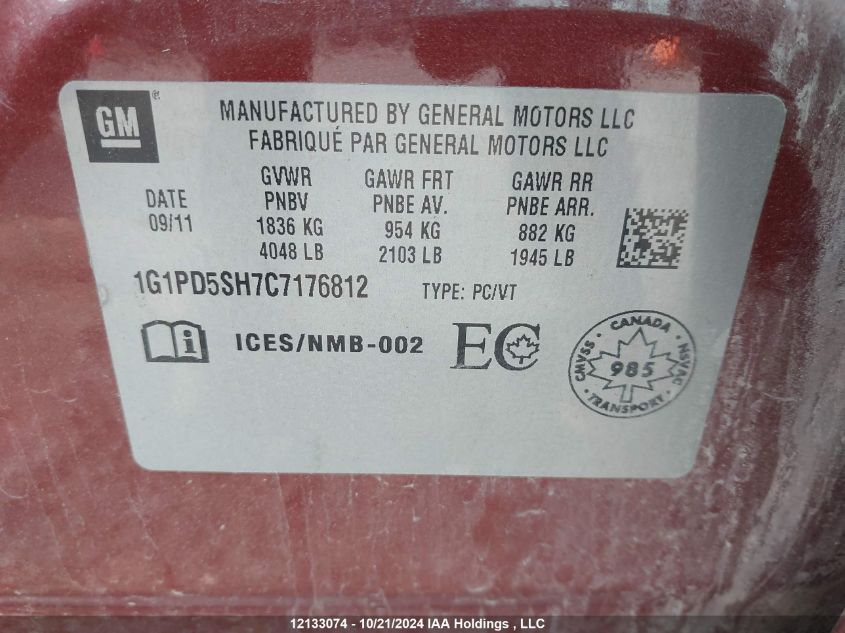 GM®
MANUFACTURED BY GENERAL MOTORS LLC
FABRIQUÉ PAR GENERAL MOTORS LLC
DATE
09/11
GVWR
PNBV
1836 KG
4048 LB
GAWR FRT
PNBE AV.
954 KG
2103 LB
GAWR RR
PNBE ARR.
882 KG
1945 LB
1G1PD5SH7C7176812 TYPE: PC/VT
i ICES/NMB-002 EC
CANADA
CMVSS
985
NSVAC
TRANSPORT
12133074 - 10/21/2024 IAA Holdings , LLC